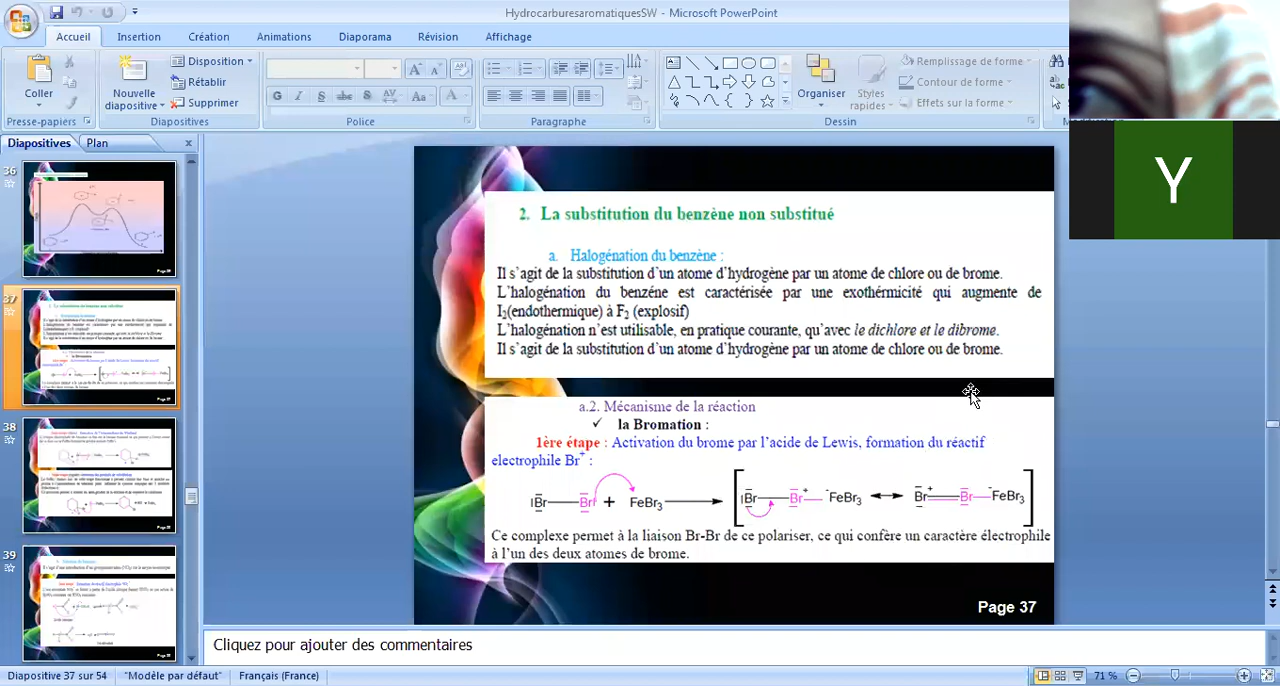 HydrocarburesaromatiquesSW - Microsoft PowerPoint
Accueil
Insertion
Création
Animations
Diaporama
Révision
Affichage
Coller
Nouvelle
diapositive
Disposition
Rétablir
Supprimer
Organiser
Styles
rapides
Remplissage de forme
Contour de forme
Effets sur la forme
Presse-papiers
Diapositives
Police
Paragraphe
Dessin
Diapositives
Plan
36
37
38
39
Y
2. La substitution du benzène non substitué
a. Halogénation du benzène :
Il s'agit de la substitution d'un atome d'hydrogène par un atome de chlore ou de brome.
L'halogénation du benzéne est caractérisée par une exothérmicité qui augmente de
I2(endothermique) à F2 (explosif)
L'halogénation n'est utilisable, en pratique courante, qu'avec le dichlore et le dibrome.
Il s'agit de la substitution d'un atome d'hydrogène par un atome de chlore ou de brome.
a.2. Mécanisme de la réaction
✓ la Bromation :
1ère étape : Activation du brome par l'acide de Lewis, formation du réactif
electrophile Br+ :
Br Br + FeBr3 Br Br FeBr3 Br Br FeBr3
Ce complexe permet à la liaison Br-Br de ce polariser, ce qui confère un caractère électrophile
à l'un des deux atomes de brome.
Page 37
Cliquez pour ajouter des commentaires
Diapositive 37 sur 54
"Modèle par défaut"
Français (France)
71 %